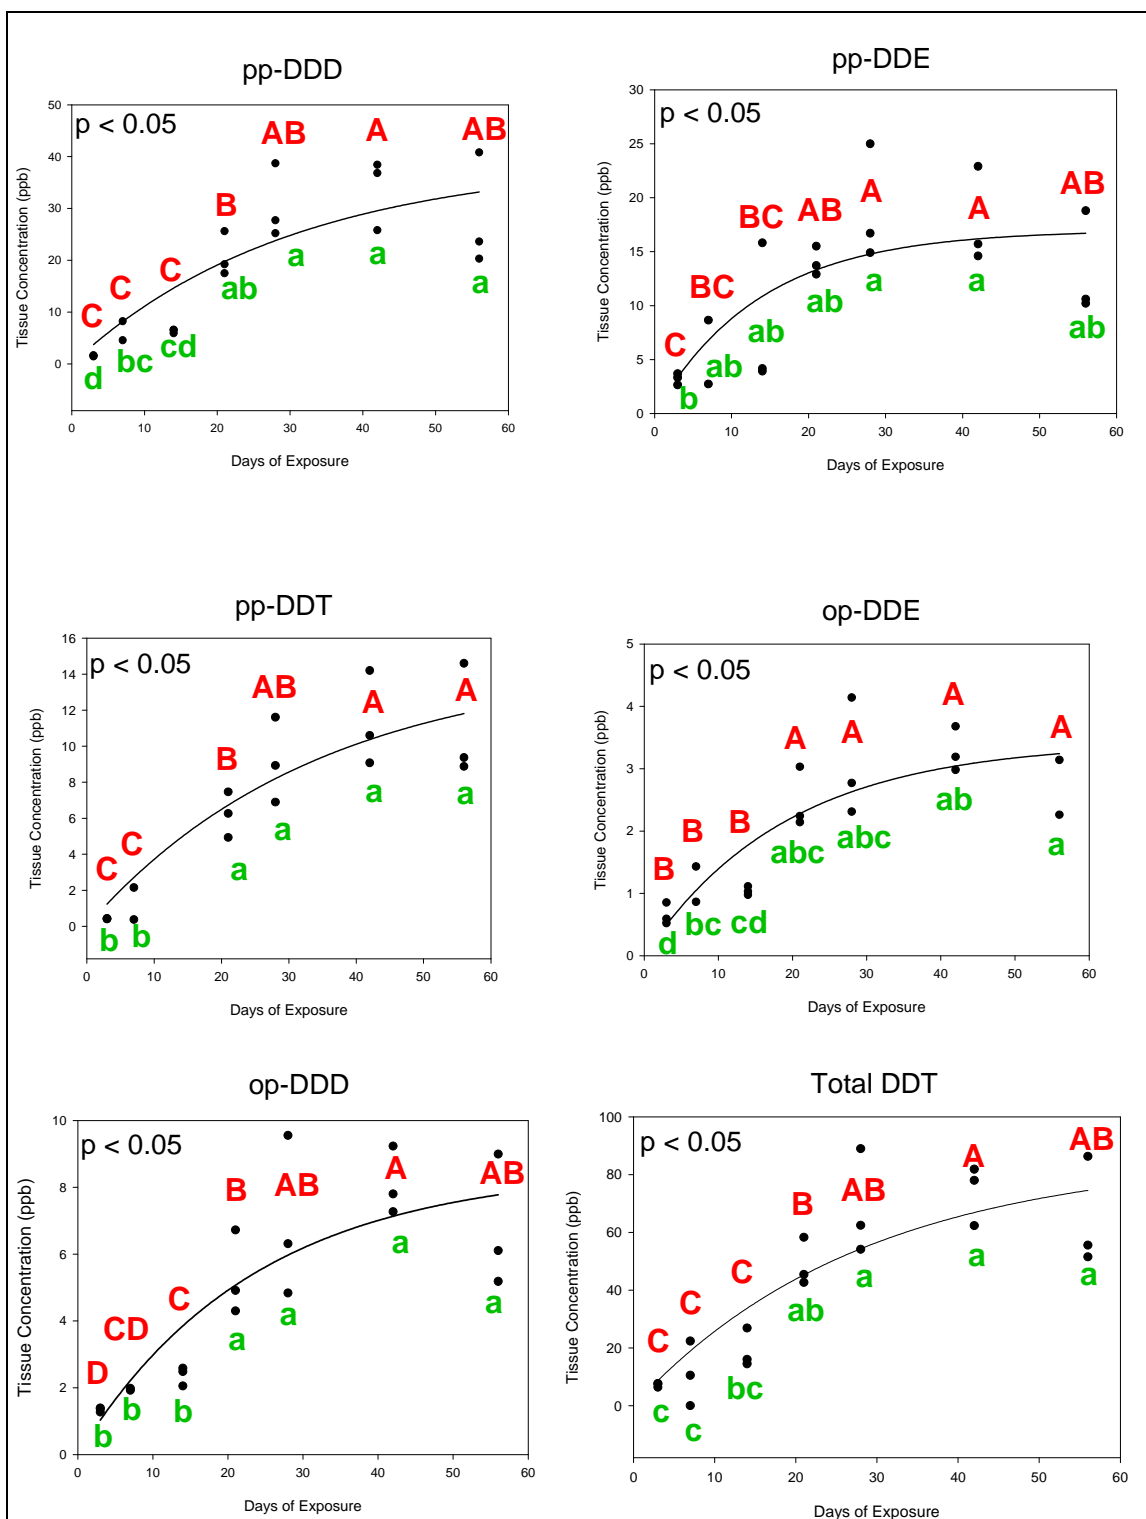 pp-DDD
50
40
30
20
10
0
p < 0.05
C
C
C
B
AB
A
AB
d
bc
cd
ab
a
a
a
0 10 20 30 40 50 60
Tissue Concentration (ppb)
Days of Exposure
pp-DDE
30
25
20
15
10
5
0
p < 0.05
C
BC
BC
AB
A
A
AB
b
ab
ab
ab
a
a
ab
0 10 20 30 40 50 60
Tissue Concentration (ppb)
Days of Exposure
pp-DDT
16
14
12
10
8
6
4
2
0
p < 0.05
C
C
B
AB
A
A
b
b
a
a
a
a
0 10 20 30 40 50 60
Tissue Concentration (ppb)
Days of Exposure
op-DDE
5
4
3
2
1
0
p < 0.05
B
B
B
A
A
A
A
d
bc
cd
abc
abc
ab
a
0 10 20 30 40 50 60
Tissue Concentration (ppb)
Days of Exposure
op-DDD
10
8
6
4
2
0
p < 0.05
D
CD
C
B
AB
A
AB
b
b
b
a
a
a
a
0 10 20 30 40 50 60
Tissue Concentration (ppb)
Days of Exposure
Total DDT
100
80
60
40
20
0
p < 0.05
C
C
C
B
AB
A
AB
c
c
bc
ab
a
a
a
0 10 20 30 40 50 60
Tissue Concentration (ppb)
Days of Exposure